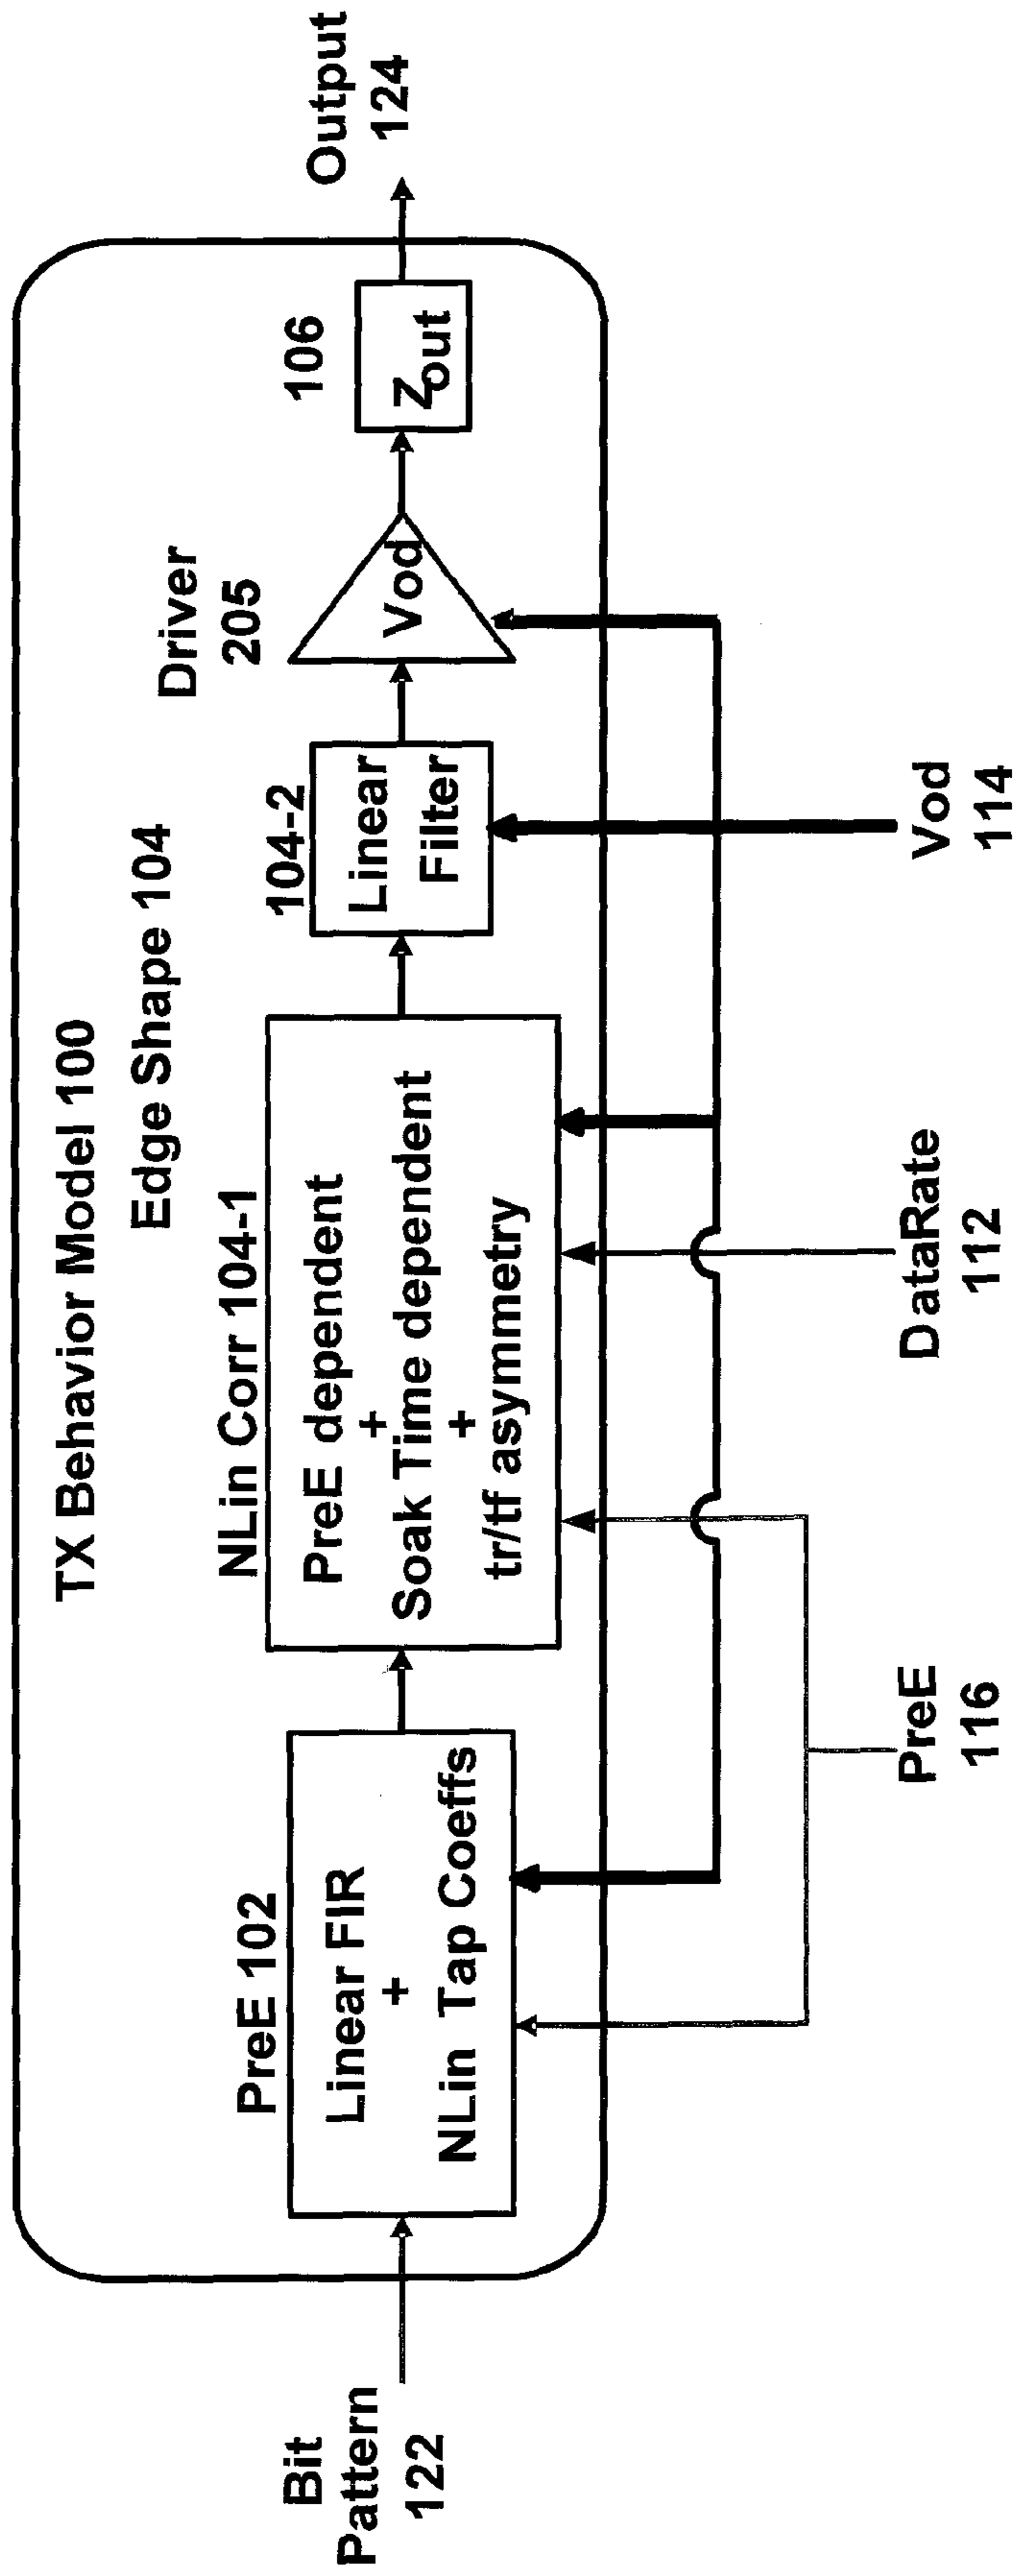 TX Behavior Model 100
Edge Shape 104
Bit
Pattern
122
PreE 102
Linear FIR
+
NLin Tap Coeffs
NLin Corr 104-1
PreE dependent
+
Soak Time dependent
+
tr/tf asymmetry
104-2
Linear
Filter
Driver
205
Vod
106
Zout
Output
124
PreE
116
DataRate
112
Vod
114